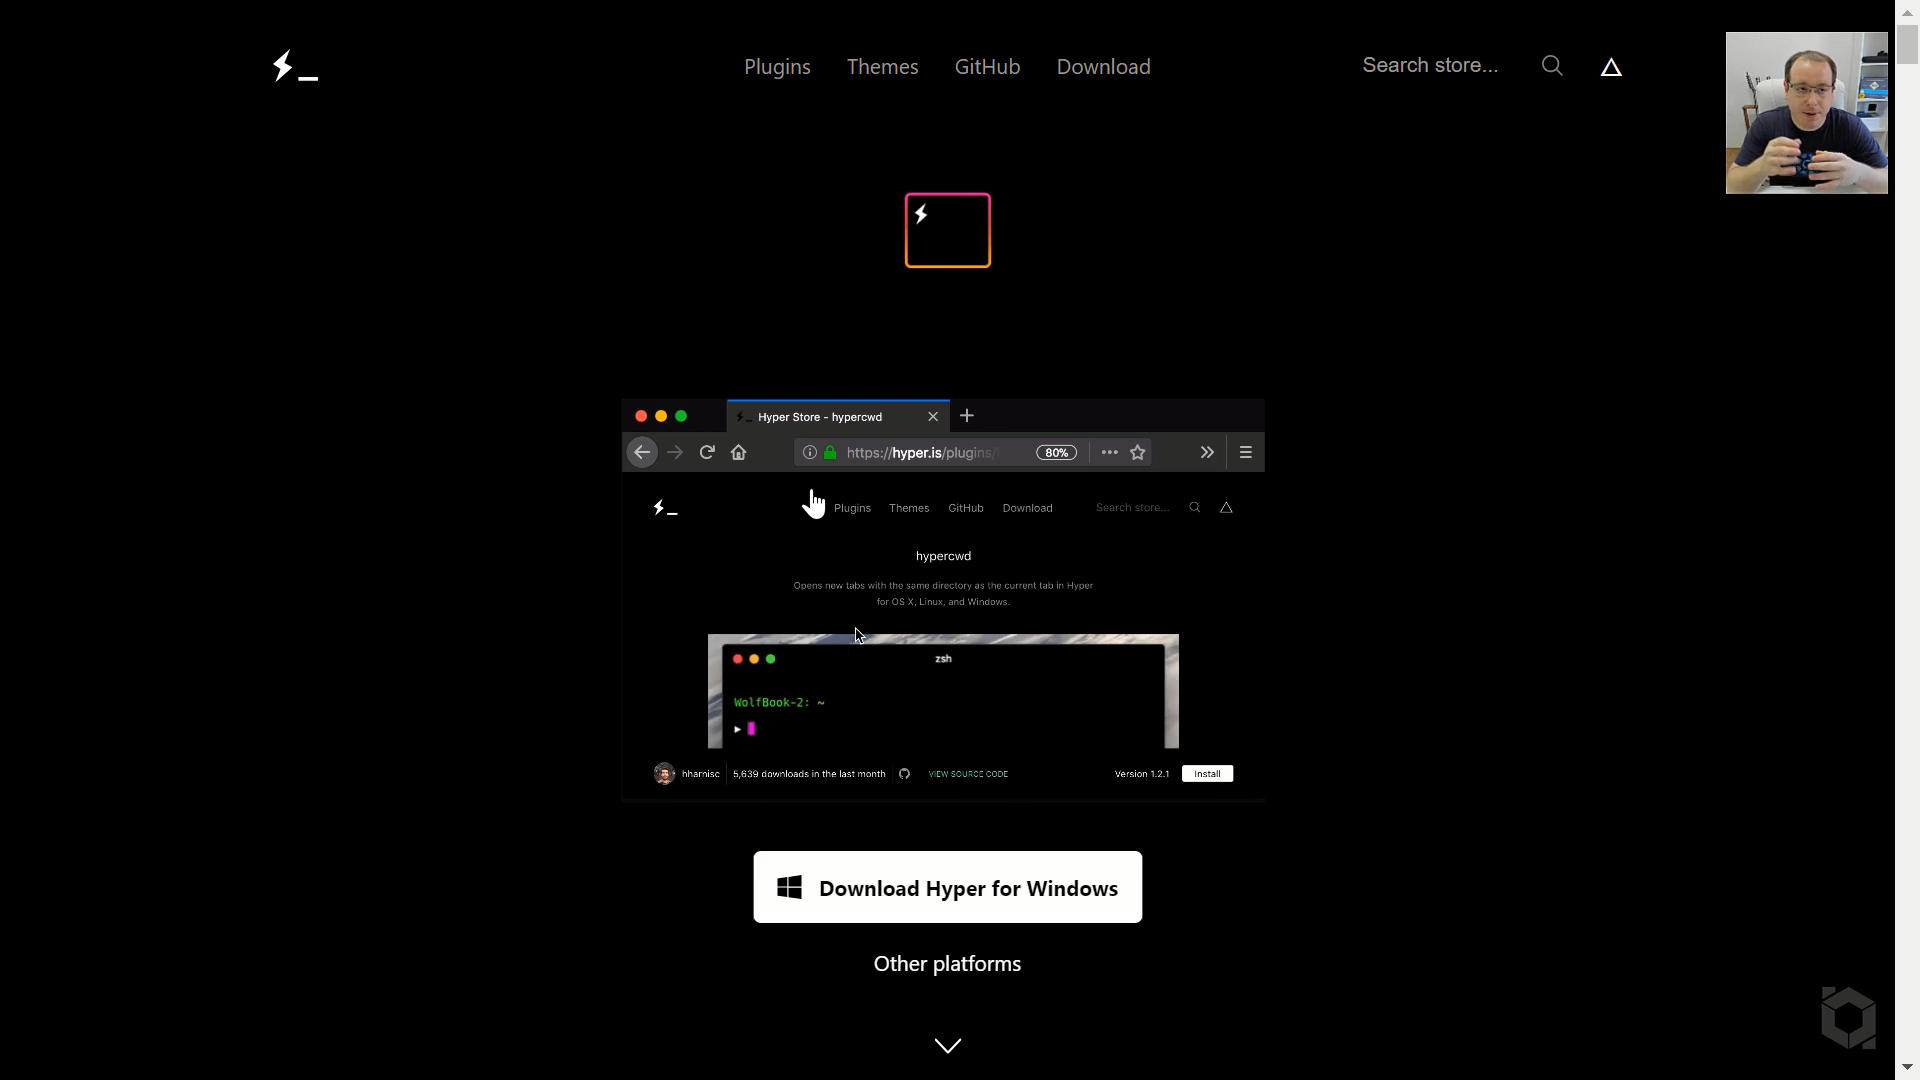 Plugins Themes GitHub Download Search store...
Hyper Store - hypercwd
https://hyper.is/plugins/ 80%
Plugins Themes GitHub Download Search store...
hypercwd
Opens new tabs with the same directory as the current tab in Hyper
for OS X, Linux, and Windows.
zsh
WolfBook-2: ~
hharnisc 5,639 downloads in the last month VIEW SOURCE CODE Version 1.2.1 Install
Download Hyper for Windows
Other platforms